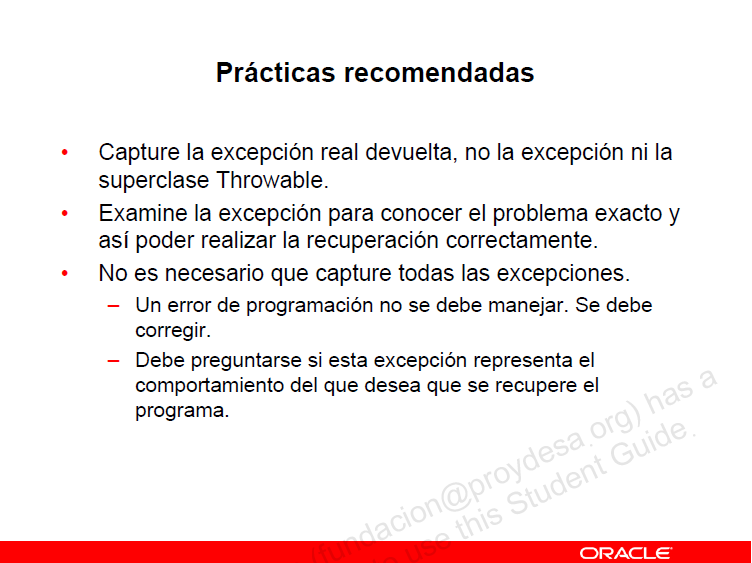 Prácticas recomendadas
• Capture la excepción real devuelta, no la excepción ni la
superclase Throwable.
• Examine la excepción para conocer el problema exacto y
así poder realizar la recuperación correctamente.
• No es necesario que capture todas las excepciones.
– Un error de programación no se debe manejar. Se debe
corregir.
– Debe preguntarse si esta excepción representa el
comportamiento del que desea que se recupere el
programa.
(fundacion@proydesa.org) has a
use this Student Guide.
ORACLE